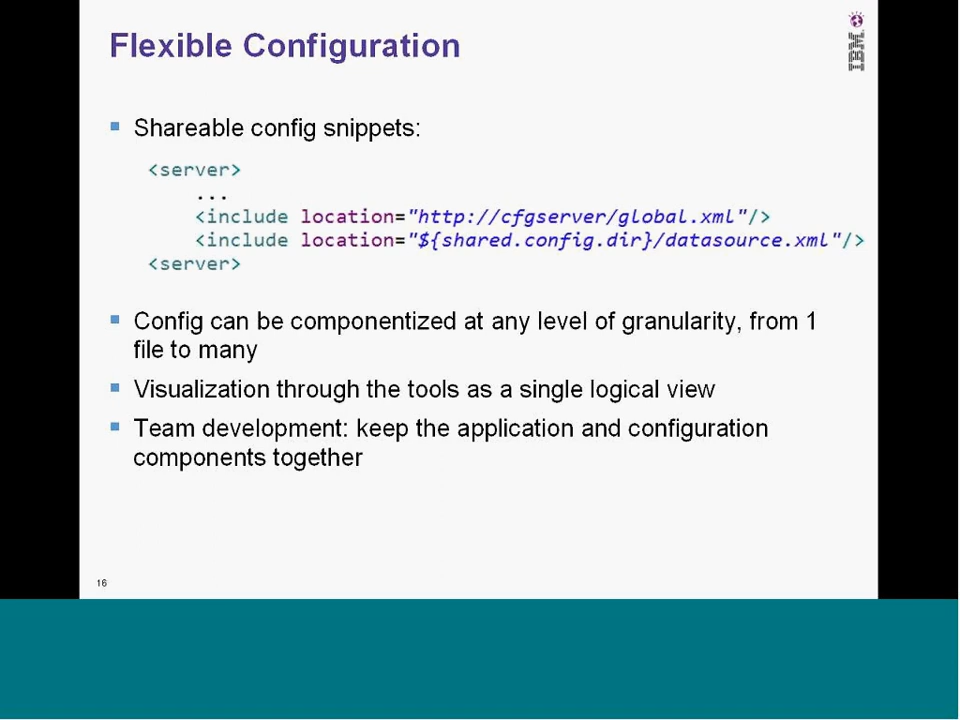 Flexible Configuration
IBM
Shareable config snippets:
<server>
...
<include location="http://cfgserver/global.xml"/>
<include location="${shared.config.dir}/datasource.xml"/>
<server>
Config can be componentized at any level of granularity, from 1
file to many
Visualization through the tools as a single logical view
Team development: keep the application and configuration
components together
16